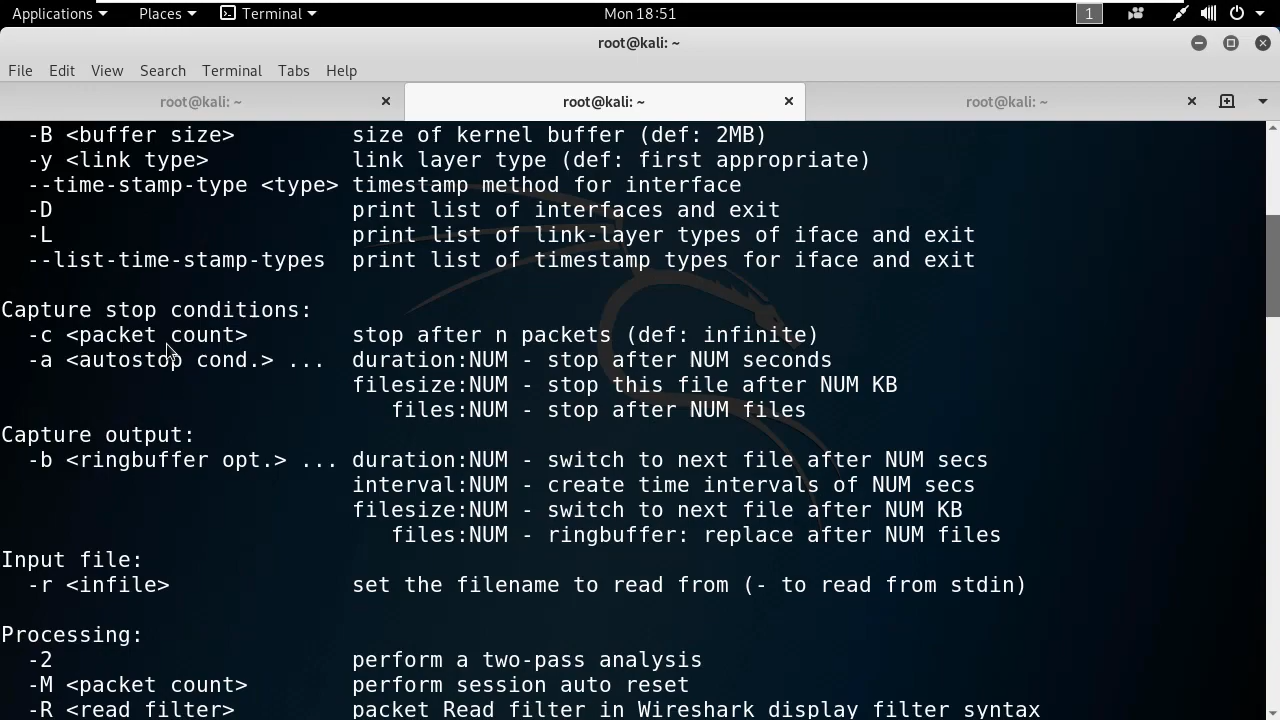 Applications Places Terminal Mon 18:51 1
root@kali: ~
File Edit View Search Terminal Tabs Help
root@kali: ~ root@kali: ~ root@kali: ~
-B <buffer size> size of kernel buffer (def: 2MB)
-y <link type> link layer type (def: first appropriate)
--time-stamp-type <type> timestamp method for interface
-D print list of interfaces and exit
-L print list of link-layer types of iface and exit
--list-time-stamp-types print list of timestamp types for iface and exit
Capture stop conditions:
-c <packet count> stop after n packets (def: infinite)
-a <autostop cond.> ... duration:NUM - stop after NUM seconds
filesize:NUM - stop this file after NUM KB
files:NUM - stop after NUM files
Capture output:
-b <ringbuffer opt.> ... duration:NUM - switch to next file after NUM secs
interval:NUM - create time intervals of NUM secs
filesize:NUM - switch to next file after NUM KB
files:NUM - ringbuffer: replace after NUM files
Input file:
-r <infile> set the filename to read from (- to read from stdin)
Processing:
-2 perform a two-pass analysis
-M <packet count> perform session auto reset
-R <read filter> packet Read filter in Wireshark display filter syntax